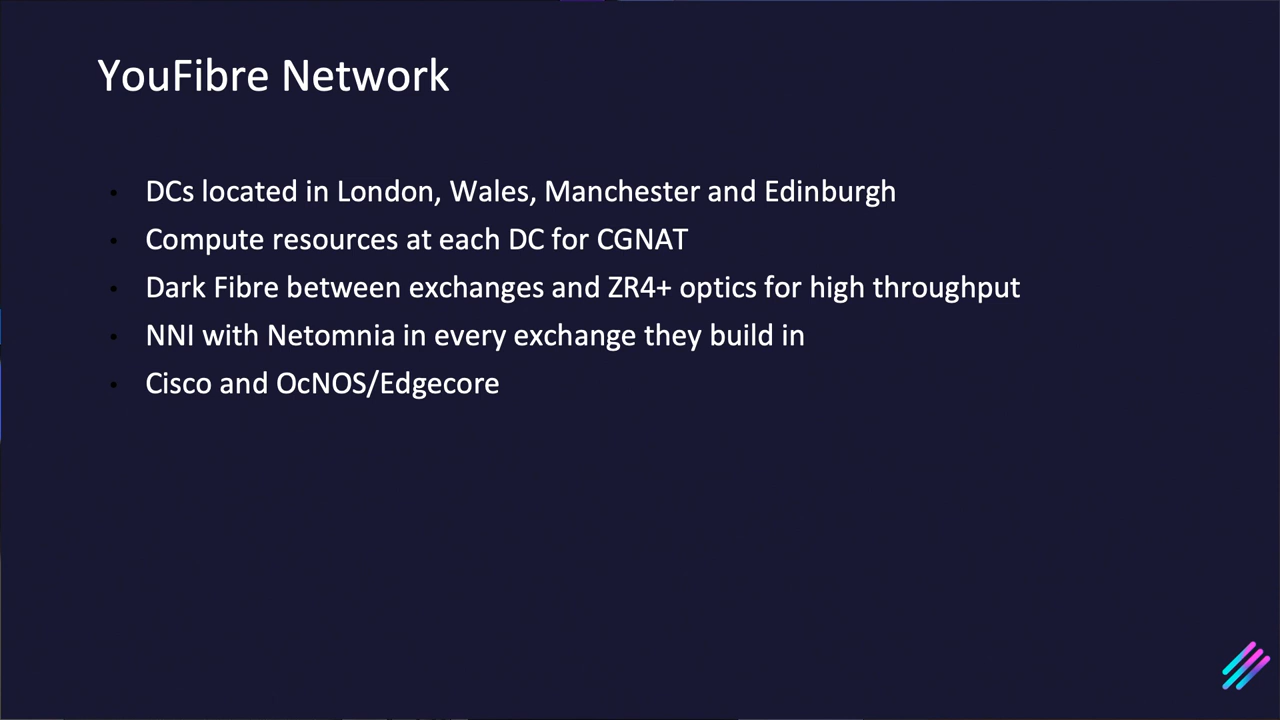 YouFibre Network
DCs located in London, Wales, Manchester and Edinburgh
Compute resources at each DC for CGNAT
Dark Fibre between exchanges and ZR4+ optics for high throughput
NNI with Netomnia in every exchange they build in
Cisco and OcNOS/Edgecore